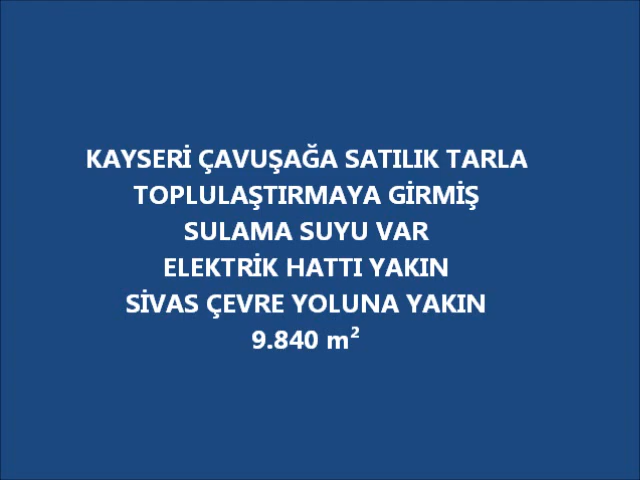 KAYSERİ ÇAVUŞAĞA SATILIK TARLA
TOPLULAŞTIRMAYA GİRMİŞ
SULAMA SUYU VAR
ELEKTRİK HATTI YAKIN
SİVAS ÇEVRE YOLUNA YAKIN
9.840 m²